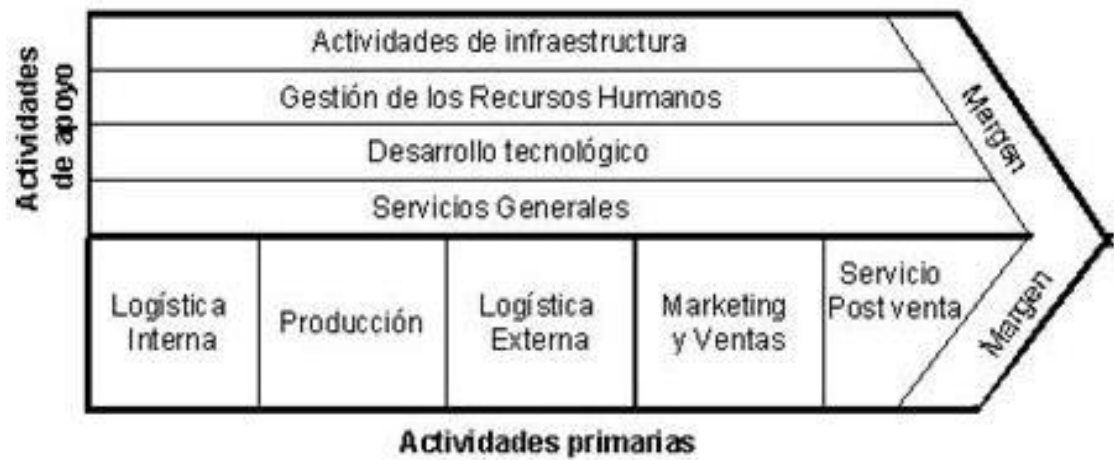 Actividades
de apoyo
Actividades de infraestructura
Gestión de los Recursos Humanos
Desarrollo tecnológico
Servicios Generales
Margen
Logística
Interna
Producción
Logística
Externa
Marketing
y Ventas
Servicio
Post venta
Margen
Actividades primarias